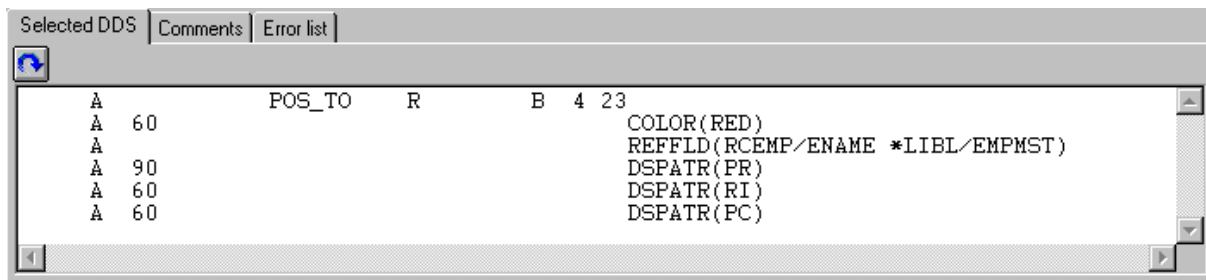 Selected DDS Comments Error list
A POS_TO R B 4 23
A 60 COLOR(RED)
A REFFLD(RCEMP/ENAME *LIBL/EMPMST)
A 90 DSPATR(PR)
A 60 DSPATR(RI)
A 60 DSPATR(PC)